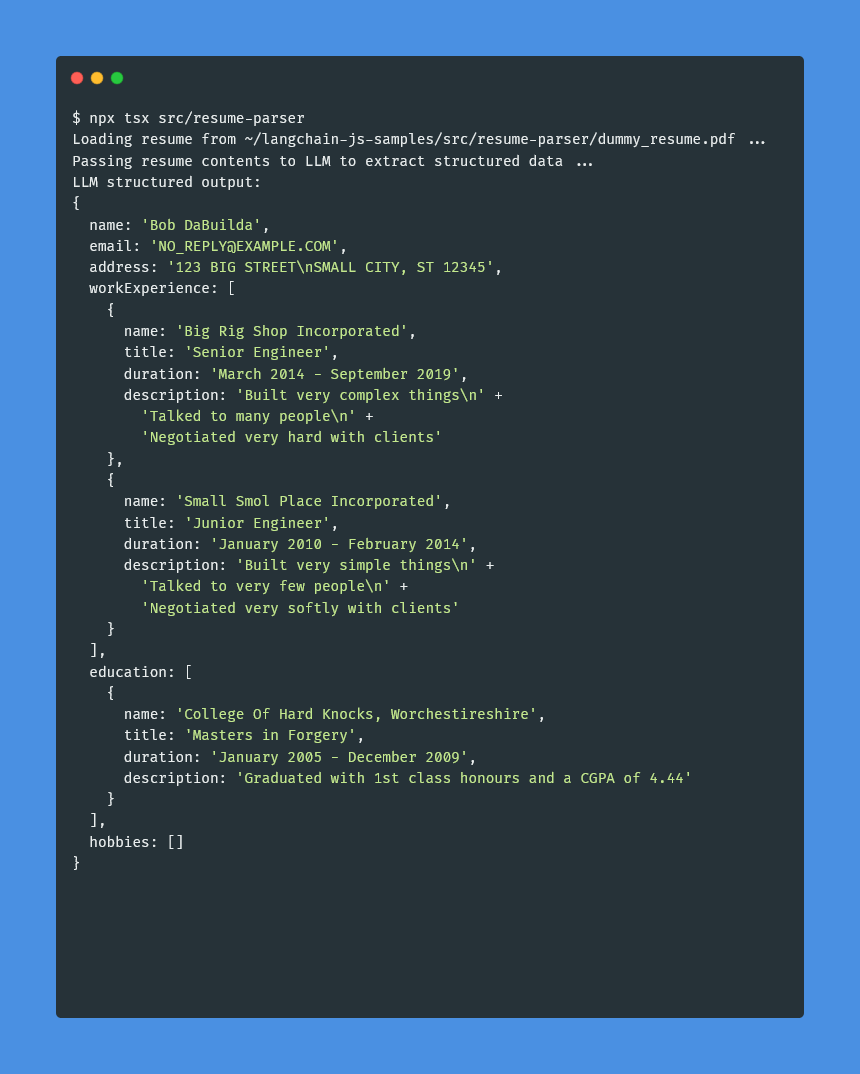 $ npx tsx src/resume-parser
Loading resume from ~/langchain-js-samples/src/resume-parser/dummy_resume.pdf ...
Passing resume contents to LLM to extract structured data ...
LLM structured output:
{
  name: 'Bob DaBuilda',
  email: 'NO_REPLY@EXAMPLE.COM',
  address: '123 BIG STREET\nSMALL CITY, ST 12345',
  workExperience: [
    {
      name: 'Big Rig Shop Incorporated',
      title: 'Senior Engineer',
      duration: 'March 2014 - September 2019',
      description: 'Built very complex things\n' +
        'Talked to many people\n' +
        'Negotiated very hard with clients'
    },
    {
      name: 'Small Smol Place Incorporated',
      title: 'Junior Engineer',
      duration: 'January 2010 - February 2014',
      description: 'Built very simple things\n' +
        'Talked to very few people\n' +
        'Negotiated very softly with clients'
    }
  ],
  education: [
    {
      name: 'College Of Hard Knocks, Worchestireshire',
      title: 'Masters in Forgery',
      duration: 'January 2005 - December 2009',
      description: 'Graduated with 1st class honours and a CGPA of 4.44'
    }
  ],
  hobbies: []
}